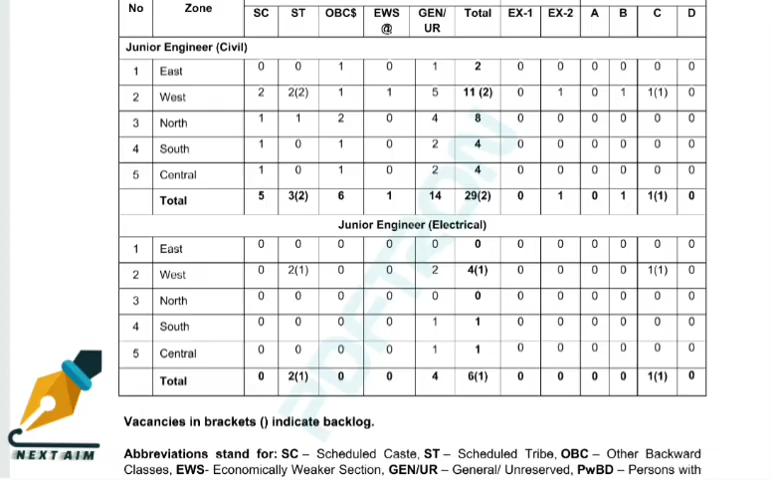 No Zone SC ST OBC$ EWS @ GEN/ UR Total EX-1 EX-2 A B C D
Junior Engineer (Civil)
1 East 0 0 1 0 1 2 0 0 0 0 0 0
2 West 2 2(2) 1 1 5 11 (2) 0 1 0 1 1(1) 0
3 North 1 1 2 0 4 8 0 0 0 0 0 0
4 South 1 0 1 0 2 4 0 0 0 0 0 0
5 Central 1 0 1 0 2 4 0 0 0 0 0 0
Total 5 3(2) 6 1 14 29(2) 0 1 0 1 1(1) 0
Junior Engineer (Electrical)
1 East 0 0 0 0 0 0 0 0 0 0 0 0
2 West 0 2(1) 0 0 2 4(1) 0 0 0 0 1(1) 0
3 North 0 0 0 0 0 0 0 0 0 0 0 0
4 South 0 0 0 0 1 1 0 0 0 0 0 0
5 Central 0 0 0 0 1 1 0 0 0 0 0 0
Total 0 2(1) 0 0 4 6(1) 0 0 0 0 1(1) 0
Vacancies in brackets () indicate backlog.
Abbreviations stand for: SC – Scheduled Caste, ST – Scheduled Tribe, OBC – Other Backward
Classes, EWS- Economically Weaker Section, GEN/UR – General/ Unreserved, PwBD – Persons with
NEXT AIM
PDFTRON